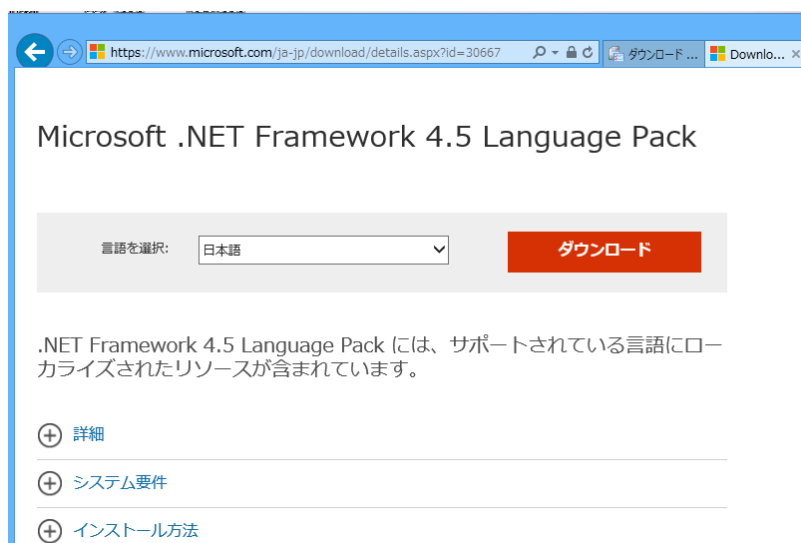 https://www.microsoft.com/ja-jp/download/details.aspx?id=30667
ダウンロード ...
Downlo...
Microsoft .NET Framework 4.5 Language Pack
言語を選択:
日本語
ダウンロード
.NET Framework 4.5 Language Pack には、サポートされている言語にロー
カライズされたリソースが含まれています。
詳細
システム要件
インストール方法